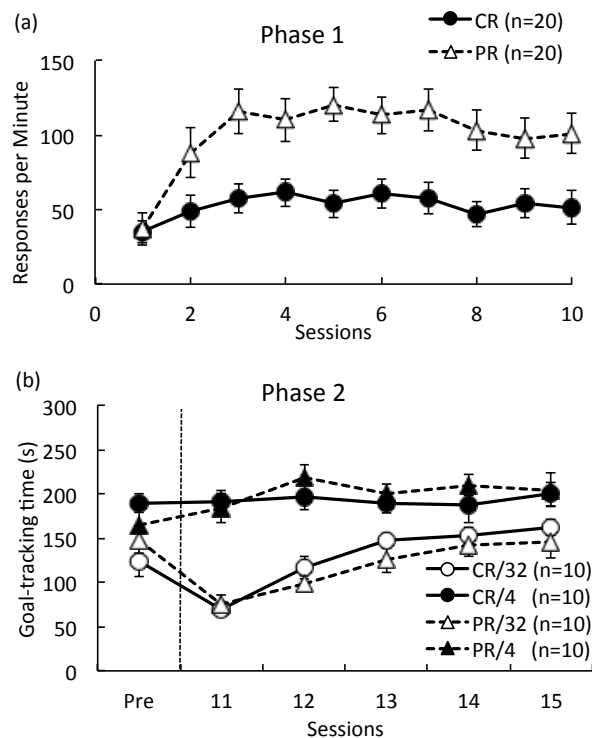 (a)
Phase 1
CR (n=20)
PR (n=20)
150
100
50
0
Responses per Minute
0 2 4 6 8 10
Sessions
(b)
Phase 2
300
250
200
150
100
50
0
Goal-tracking time (s)
CR/32 (n=10)
CR/4 (n=10)
PR/32 (n=10)
PR/4 (n=10)
Pre 11 12 13 14 15
Sessions